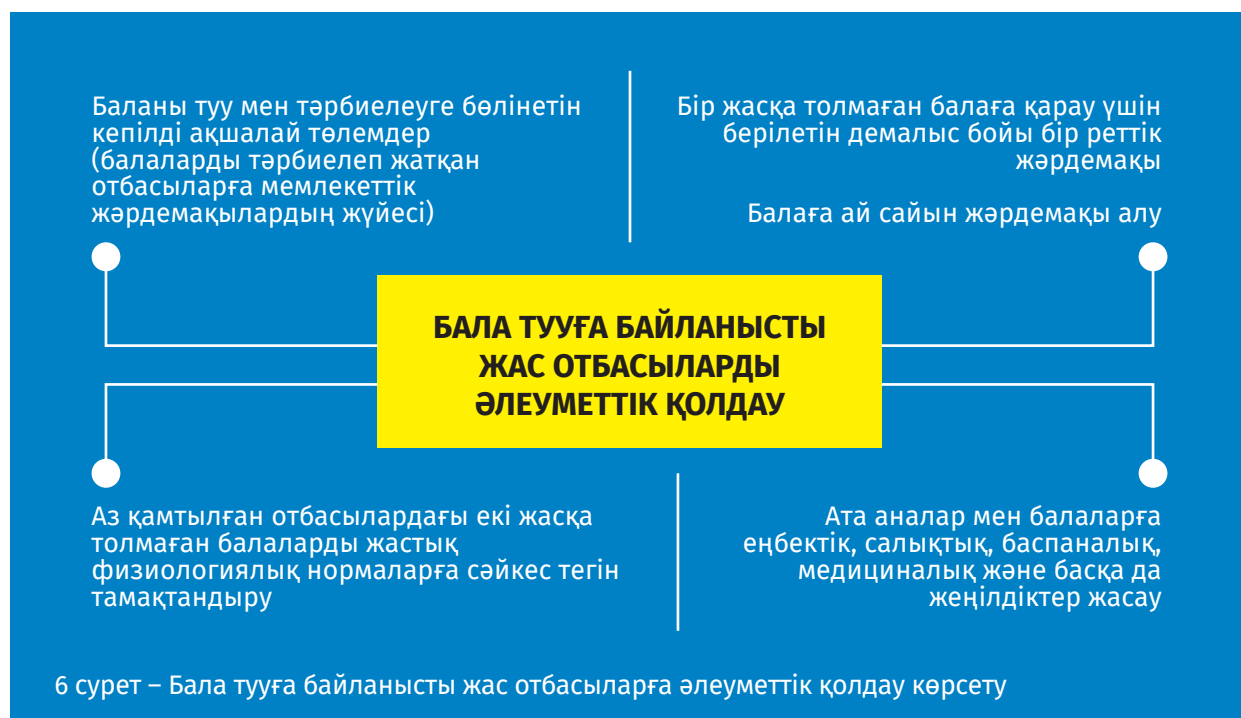 Баланы туу мен тәрбиелеуге бөлінетін
кепілді ақшалай төлемдер
(балаларды тәрбиелеп жатқан
отбасыларға мемлекеттік
жәрдемақылардың жүйесі)
Бір жасқа толмаған балаға қарау үшін
берілетін демалыс бойы бір реттік
жәрдемақы
Балаға ай сайын жәрдемақы алу
БАЛА ТУУҒА БАЙЛАНЫСТЫ
ЖАС ОТБАСЫЛАРДЫ
ӘЛЕУМЕТТІК ҚОЛДАУ
Аз қамтылған отбасылардағы екі жасқа
толмаған балаларды жастық
физиологиялық нормаларға сәйкес тегін
тамақтандыру
Ата аналар мен балаларға
еңбектік, салықтық, баспаналық,
медициналық және басқа да
жеңілдіктер жасау
6 сурет – Бала тууға байланысты жас отбасыларға әлеуметтік қолдау көрсету